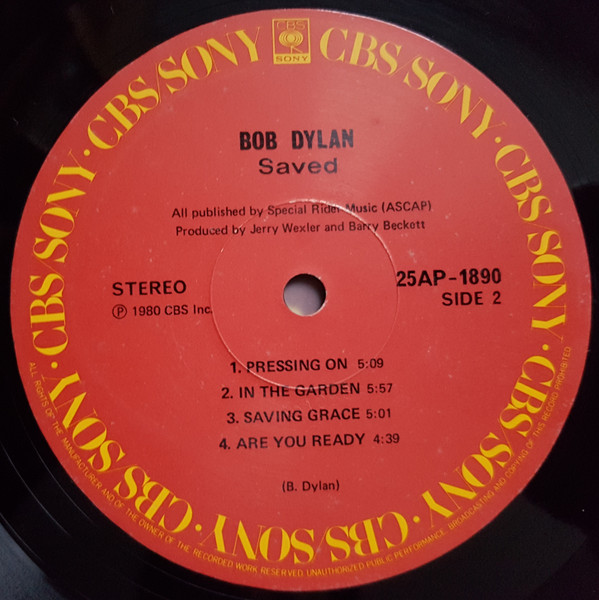 CBS
SONY
CBS/SONY · CBS/SONY · CBS/SONY · CBS/SONY · CBS/SONY · CBS/SONY · CBS/SONY
BOB DYLAN
Saved
All published by Special Rider Music (ASCAP)
Produced by Jerry Wexler and Barry Beckett
STEREO
℗ 1980 CBS Inc.
25AP-1890
SIDE 2
1. PRESSING ON 5:09
2. IN THE GARDEN 5:57
3. SAVING GRACE 5:01
4. ARE YOU READY 4:39
(B. Dylan)
ALL RIGHTS OF THE MANUFACTURER AND OF THE OWNER OF THE RECORDED WORK RESERVED. UNAUTHORIZED PUBLIC PERFORMANCE, BROADCASTING AND COPYING OF THIS RECORD PROHIBITED